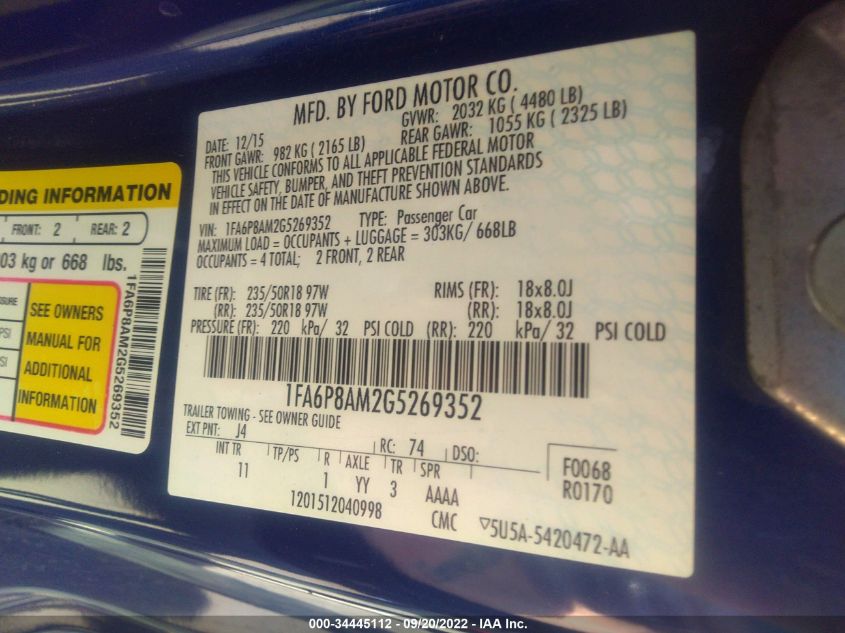 MFD. BY FORD MOTOR CO.
DATE: 12/15 GVWR: 2032 KG ( 4480 LB)
FRONT GAWR: 982 KG ( 2165 LB) REAR GAWR: 1055 KG ( 2325 LB)
THIS VEHICLE CONFORMS TO ALL APPLICABLE FEDERAL MOTOR
VEHICLE SAFETY, BUMPER, AND THEFT PREVENTION STANDARDS
IN EFFECT ON THE DATE OF MANUFACTURE SHOWN ABOVE.
VIN: 1FA6P8AM2G5269352 TYPE: Passenger Car
MAXIMUM LOAD = OCCUPANTS + LUGGAGE = 303KG/ 668LB
OCCUPANTS = 4 TOTAL; 2 FRONT, 2 REAR
TIRE (FR): 235/50R18 97W RIMS (FR): 18x8.0J
(RR): 235/50R18 97W (RR): 18x8.0J
PRESSURE (FR): 220 kPa/ 32 PSI COLD (RR): 220 kPa/ 32 PSI COLD
1FA6P8AM2G5269352
TRAILER TOWING - SEE OWNER GUIDE
EXT PNT: J4 RC: 74 DSO:
INT TR TP/PS R AXLE TR SPR F0068
11 1 YY 3 AAAA R0170
1201512040998 CMC ▽5U5A-5420472-AA
DING INFORMATION
FRONT: 2 REAR: 2
03 kg or 668 lbs.
SSURE SEE OWNERS
PSI MANUAL FOR
SI ADDITIONAL
INFORMATION
1FA6P8AM2G5269352
000-34445112 - 09/20/2022 - IAA Inc.